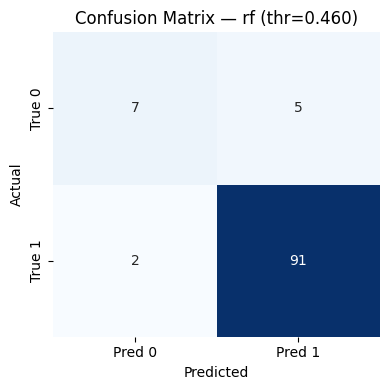 Confusion Matrix — rf (thr=0.460)
True 0
7
5
Actual
True 1
2
91
Pred 0
Pred 1
Predicted